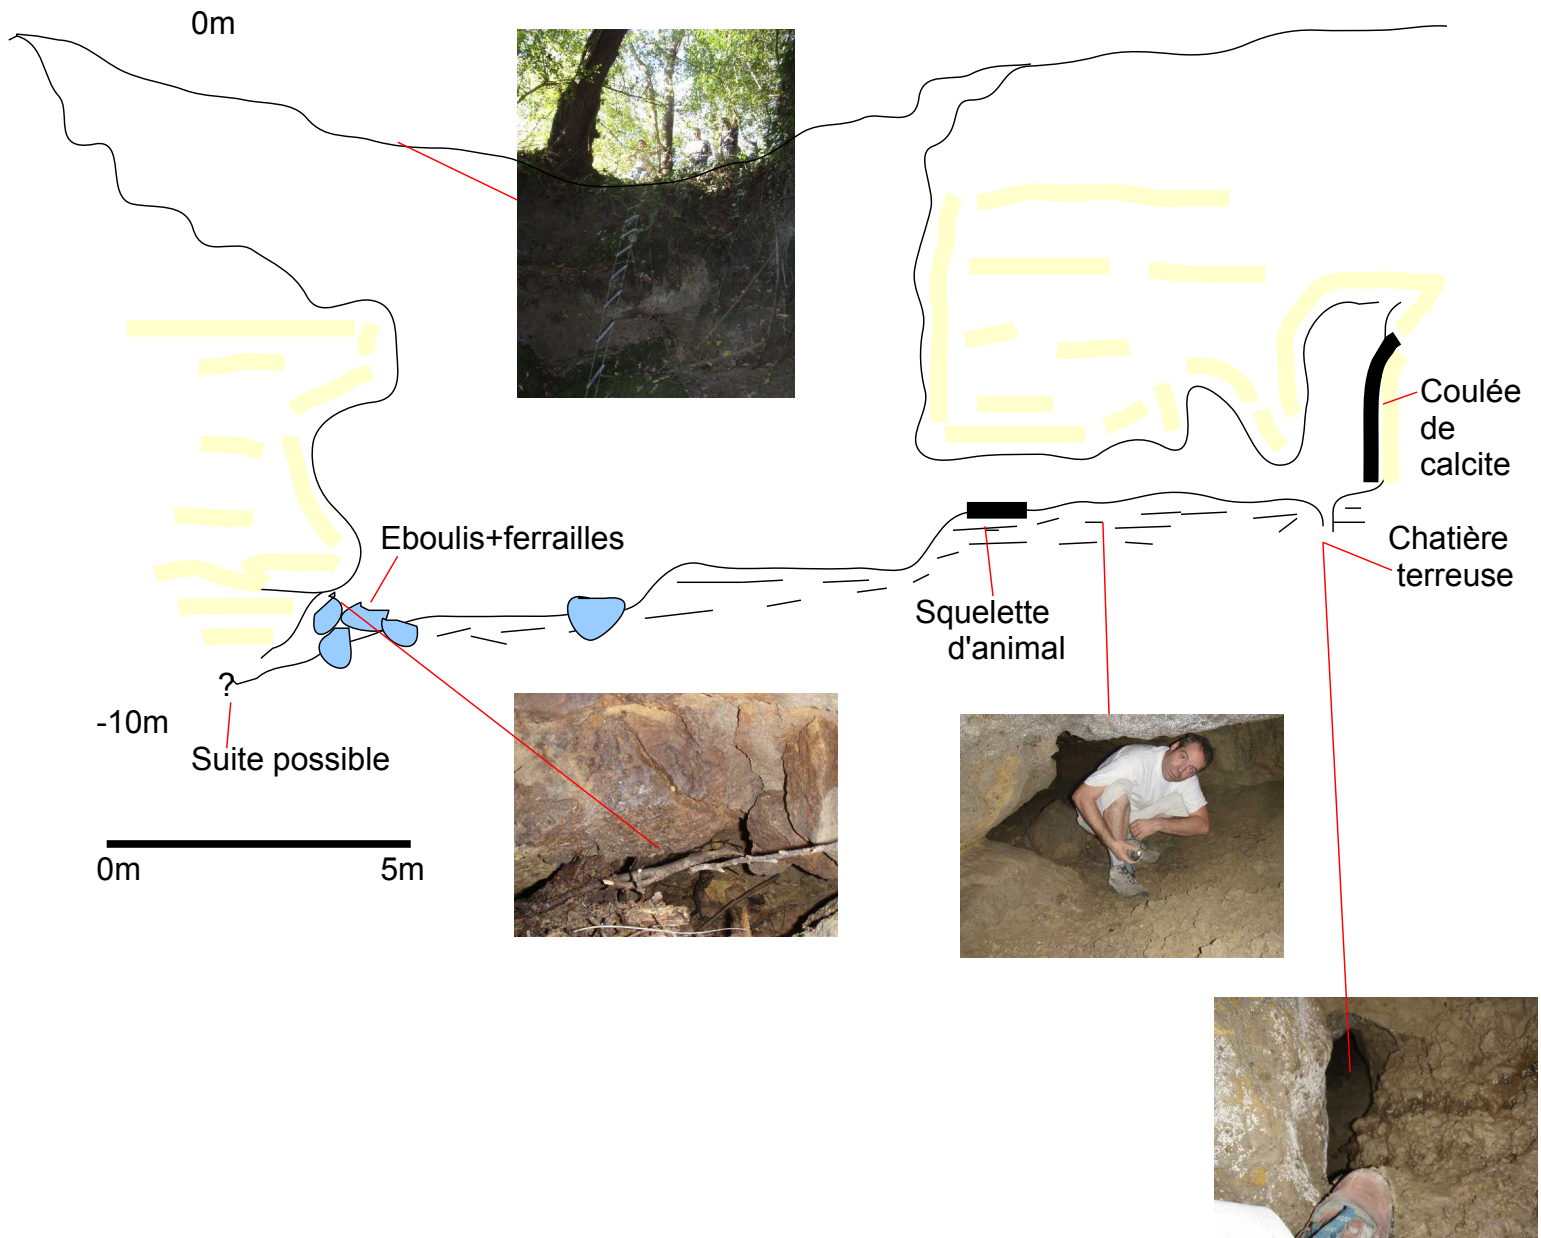 0m
Coulée
de
calcite
Eboulis+ferrailles
Chatière
terreuse
Squelette
d'animal
?
-10m
Suite possible
0m 5m